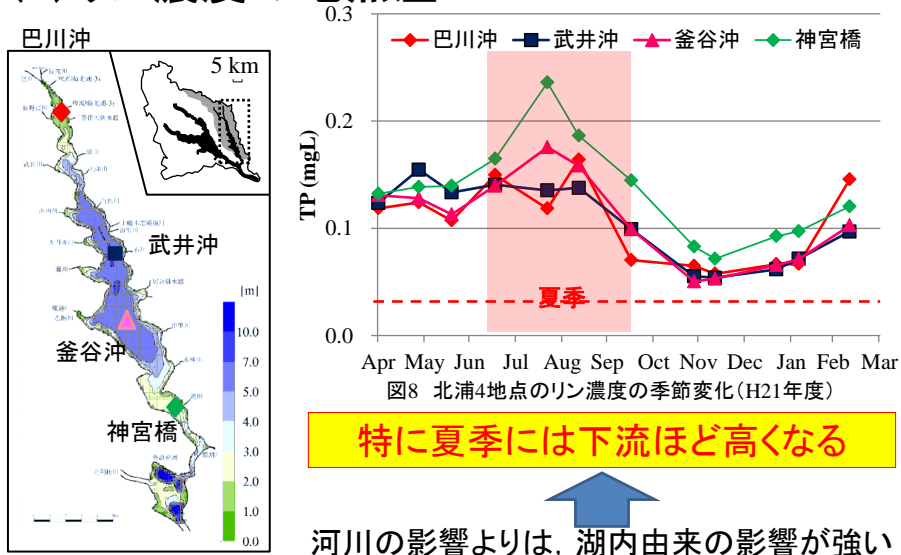 巴川沖
5 km
武井沖
釜谷沖
神宮橋
[m]
10.0
7.0
5.0
4.0
3.0
2.0
1.0
0.0
巴川沖 武井沖 釜谷沖 神宮橋
TP (mgL)
0.3
0.2
0.1
0.0
夏季
Apr May Jun Jul Aug Sep Oct Nov Dec Jan Feb Mar
図8 北浦4地点のリン濃度の季節変化(H21年度)
特に夏季には下流ほど高くなる
河川の影響よりは,湖内由来の影響が強い